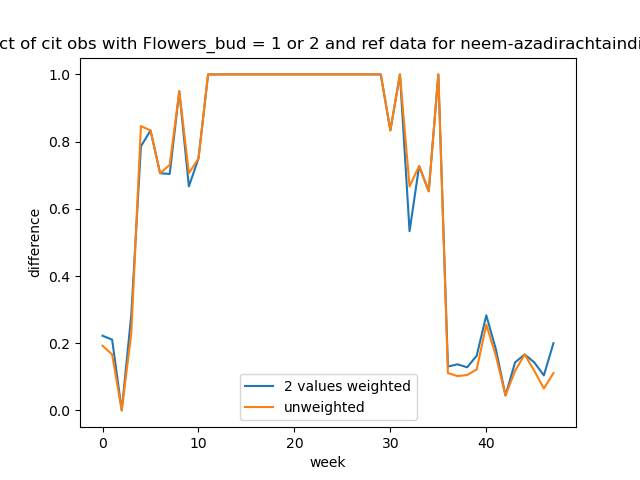 ct of cit obs with Flowers_bud = 1 or 2 and ref data for neem-azadirachtaindi
1.0
0.8
0.6
0.4
0.2
0.0
difference
2 values weighted
unweighted
0 10 20 30 40
week